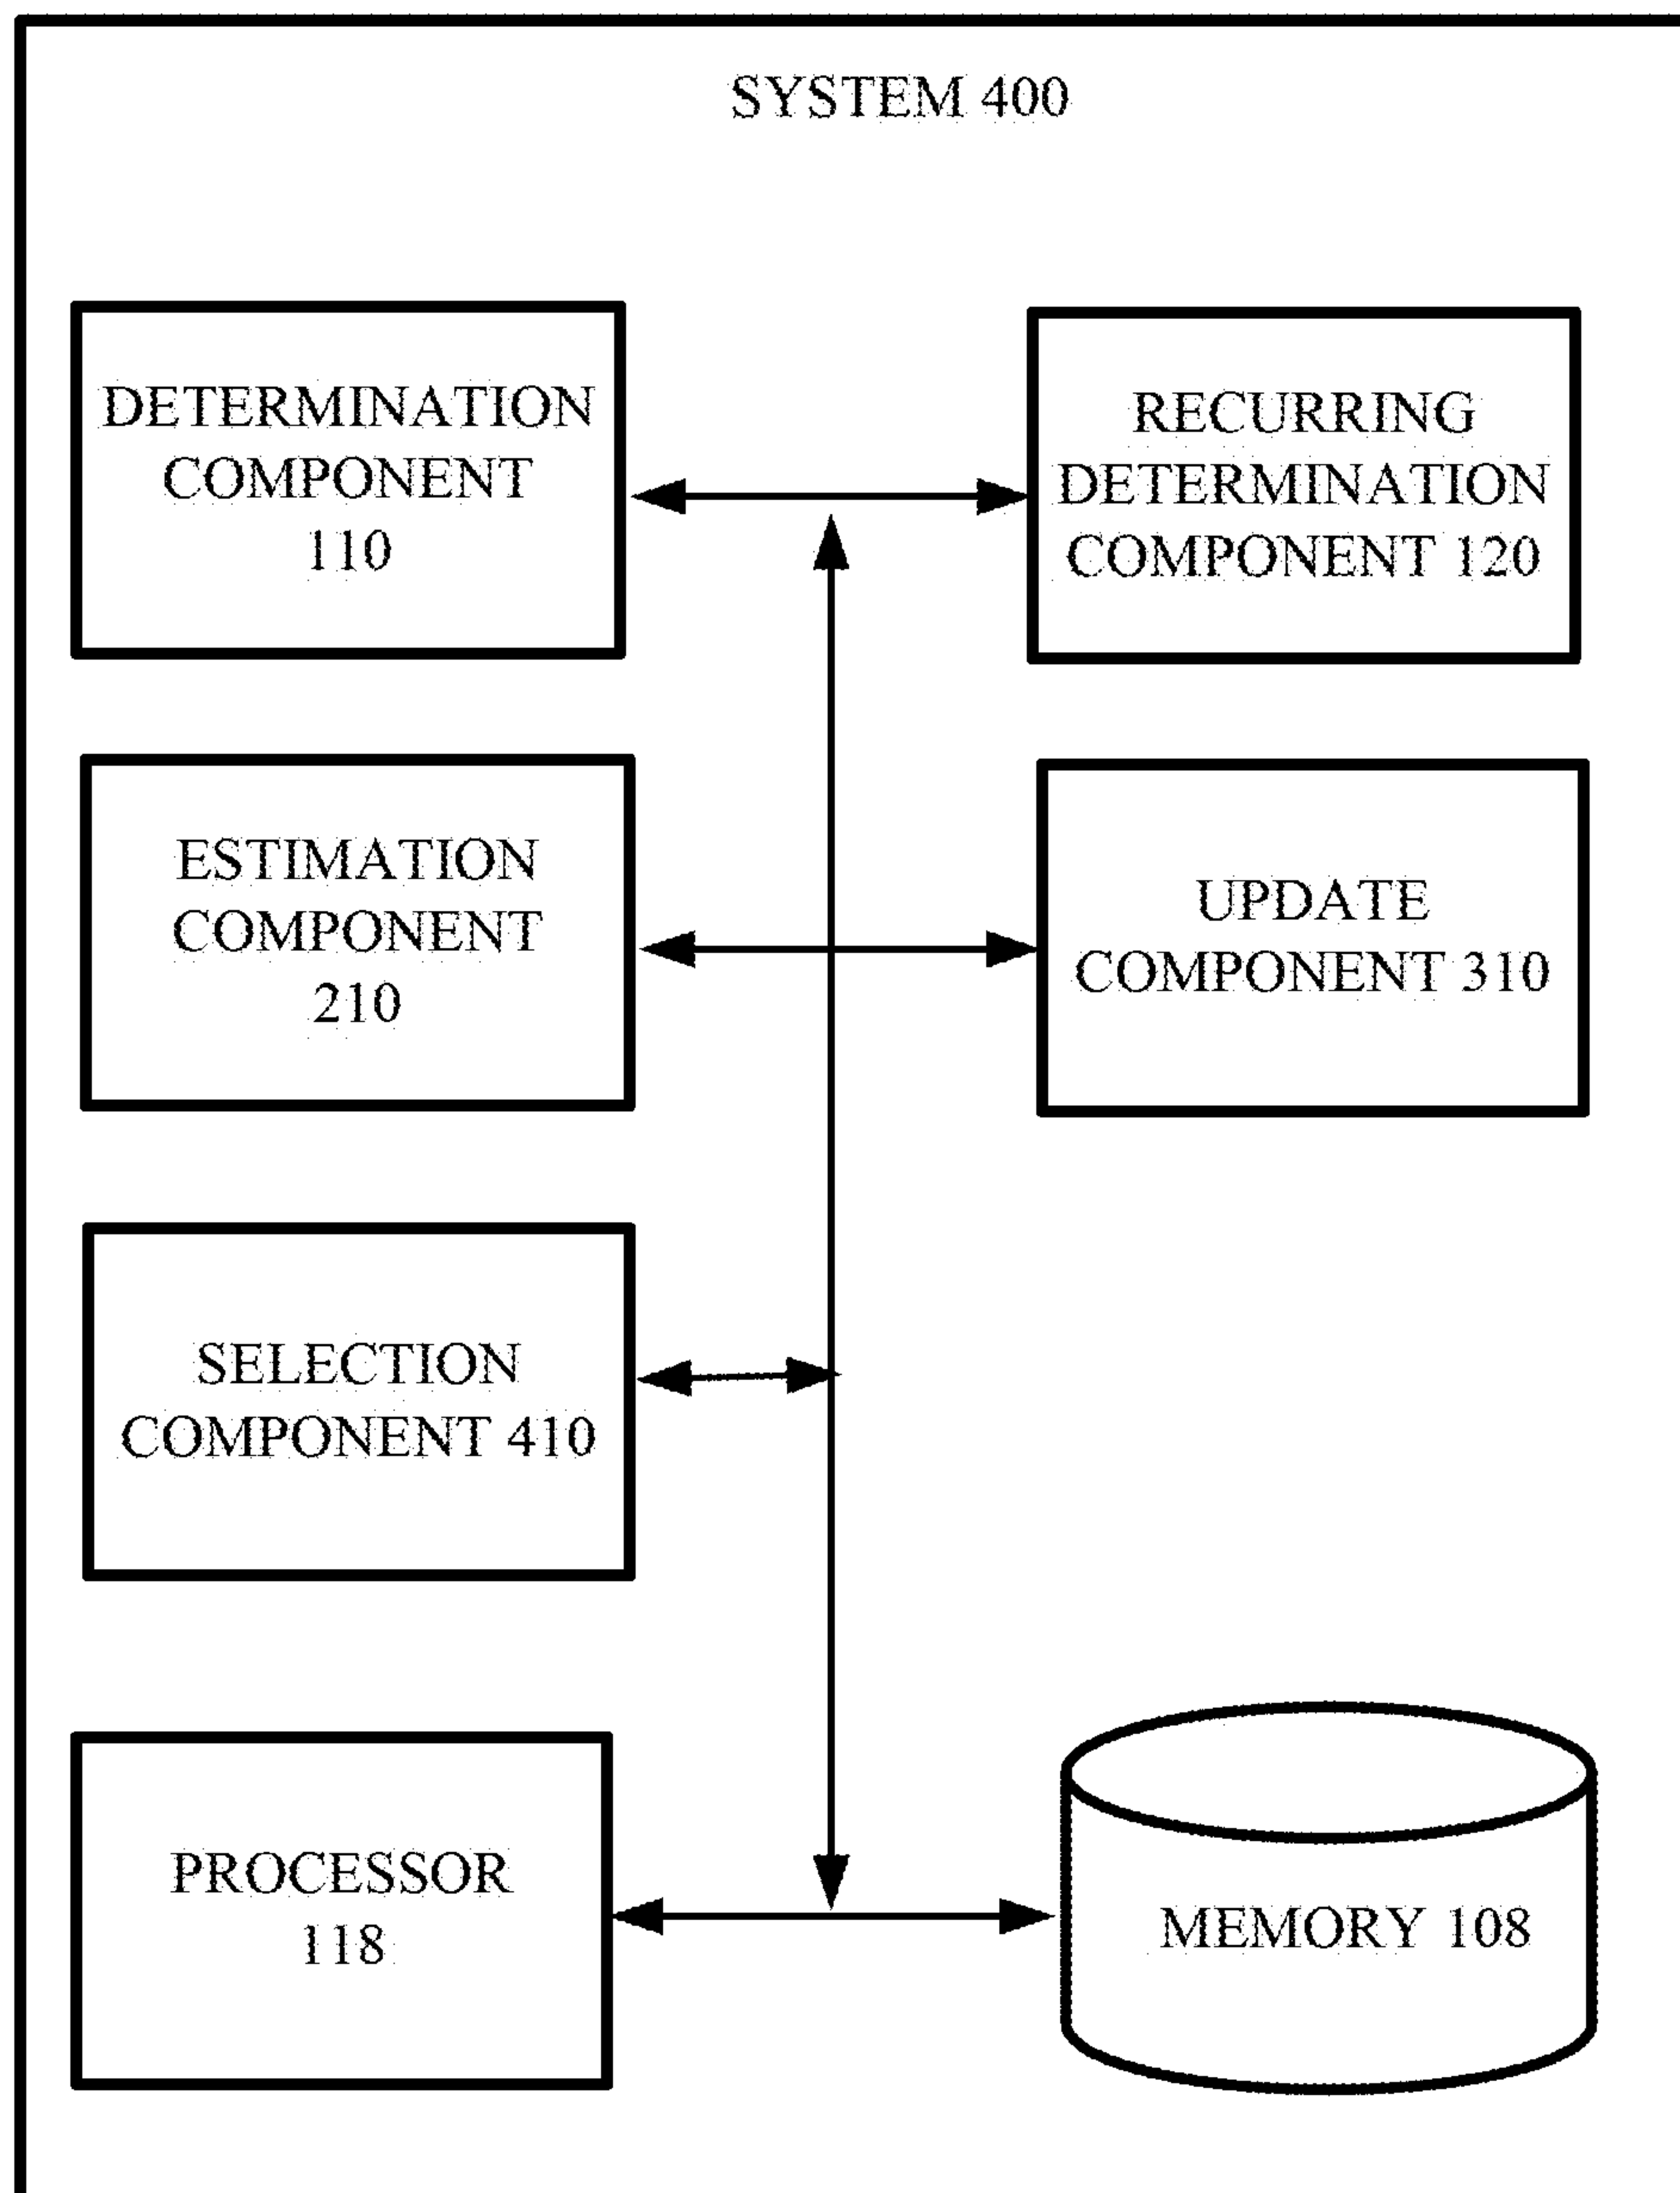 SYSTEM 400
DETERMINATION
COMPONENT
110
RECURRING
DETERMINATION
COMPONENT 120
ESTIMATION
COMPONENT
210
UPDATE
COMPONENT 310
SELECTION
COMPONENT 410
PROCESSOR
118
MEMORY 108